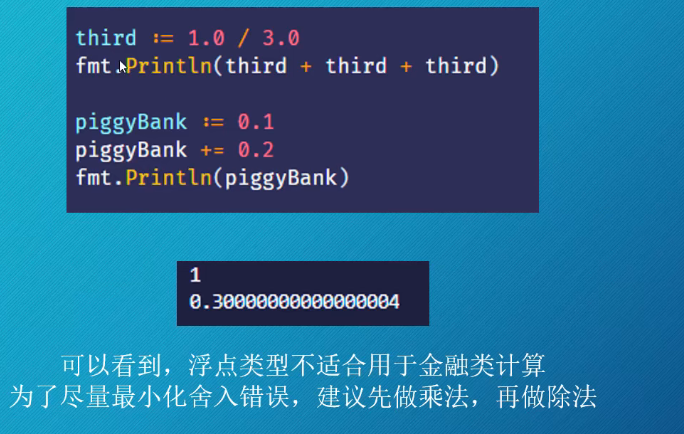 third := 1.0 / 3.0
fmt.Println(third + third + third)
piggyBank := 0.1
piggyBank += 0.2
fmt.Println(piggyBank)
1
0.30000000000000004
可以看到，浮点类型不适合用于金融类计算
为了尽量最小化舍入错误，建议先做乘法，再做除法